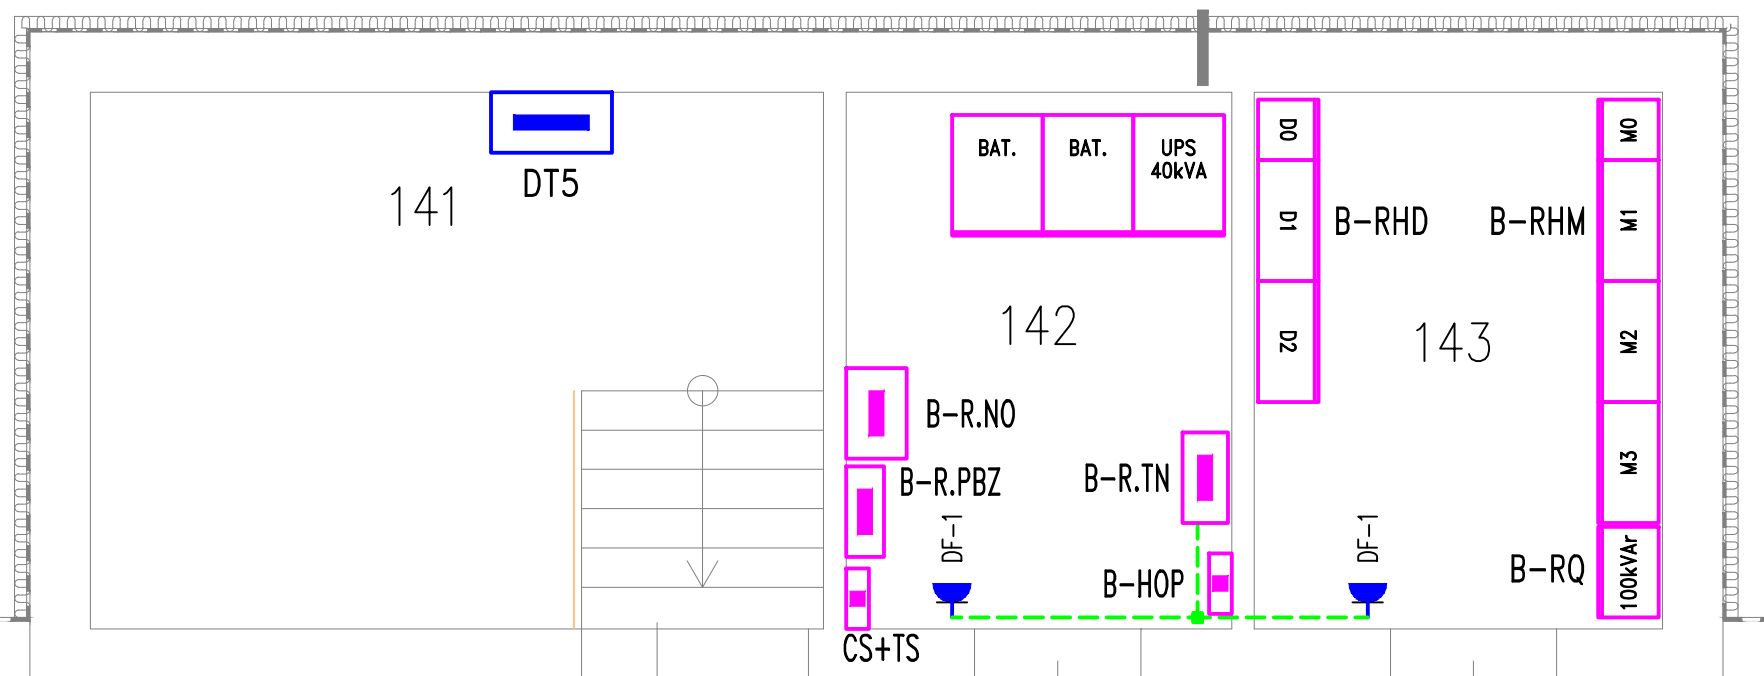 DT5
141
BAT.
BAT.
UPS
40kVA
142
B-R.NO
B-R.PBZ
B-R.TN
DF-1
B-HOP
CS+TS
D0
D1
D2
B-RHD
B-RHM
143
M0
M1
M2
M3
DF-1
B-RQ
100kVAr